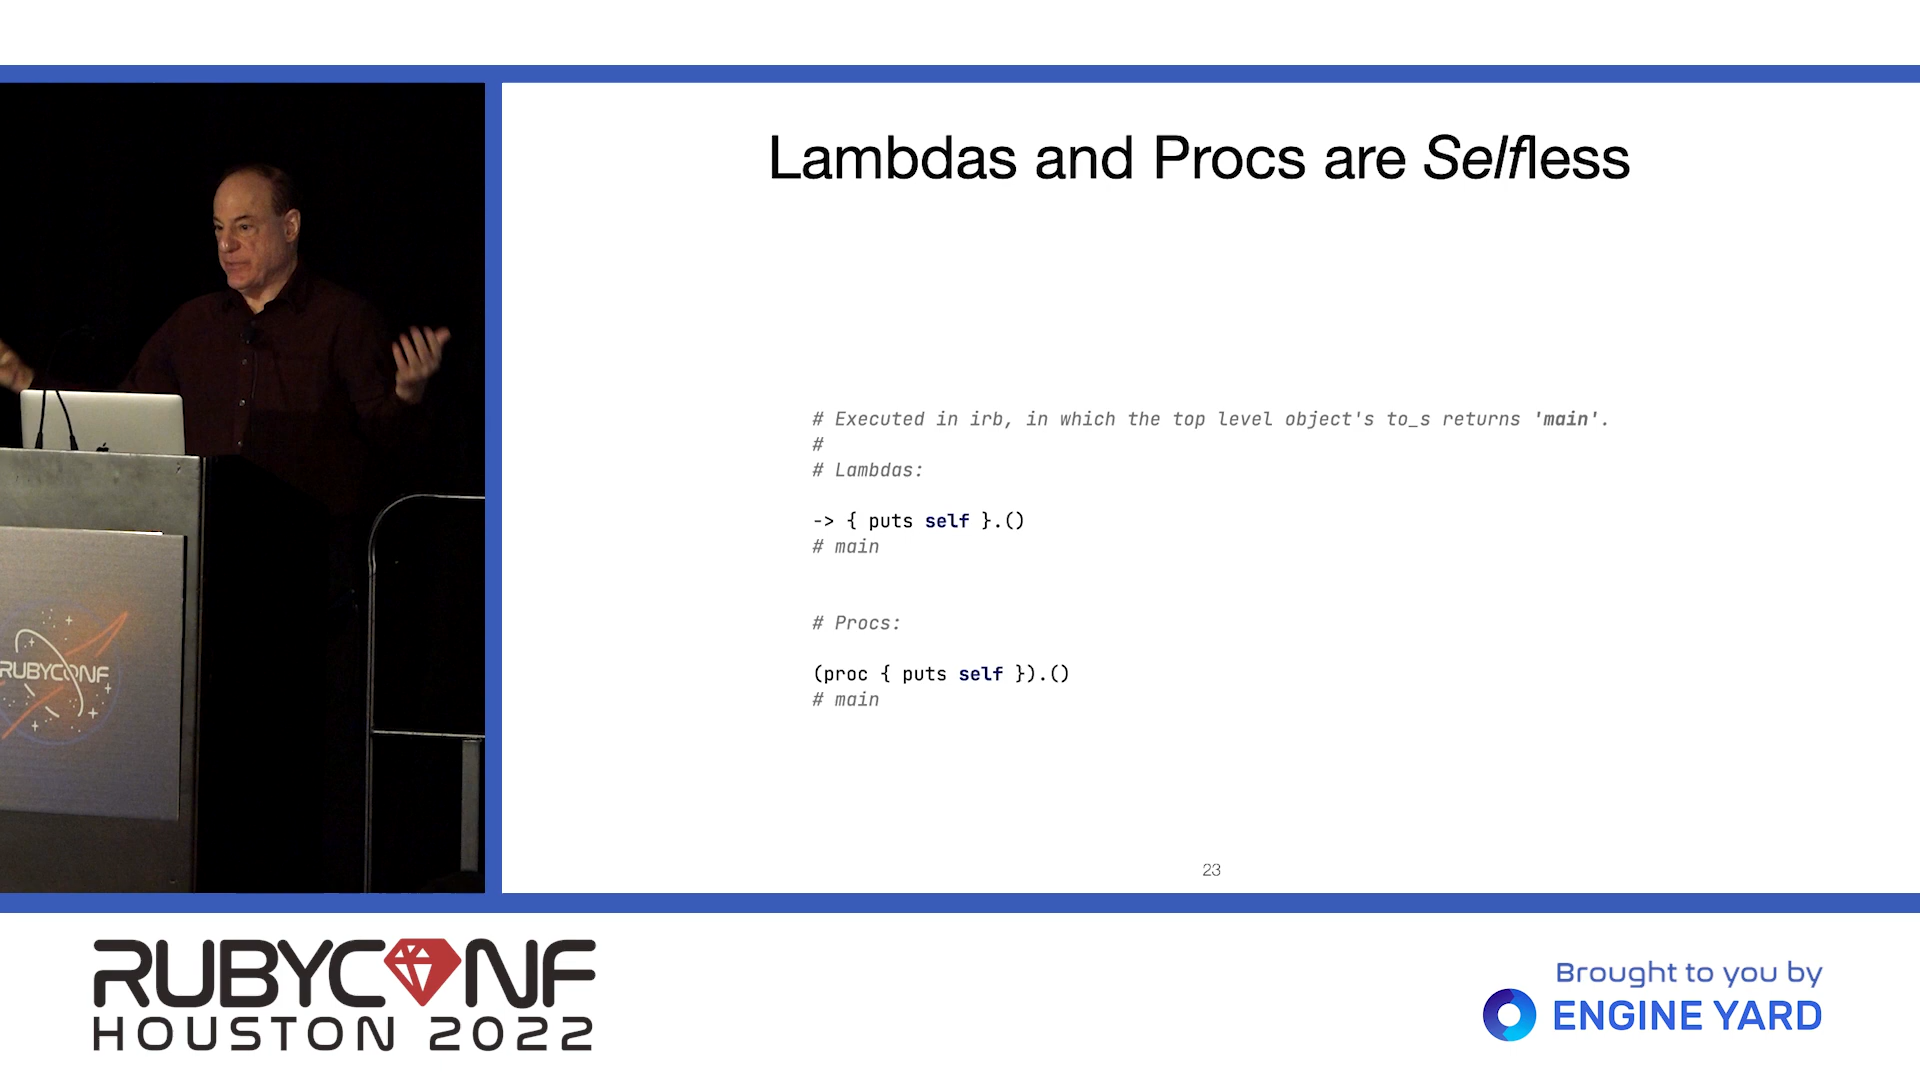 Lambdas and Procs are Selfless
# Executed in irb, in which the top level object's to_s returns 'main'.
#
# Lambdas:
-> { puts self }.()
# main
# Procs:
(proc { puts self }).()
# main
23
RUBYCONF
RUBYCONF
HOUSTON 2022
Brought to you by
ENGINE YARD